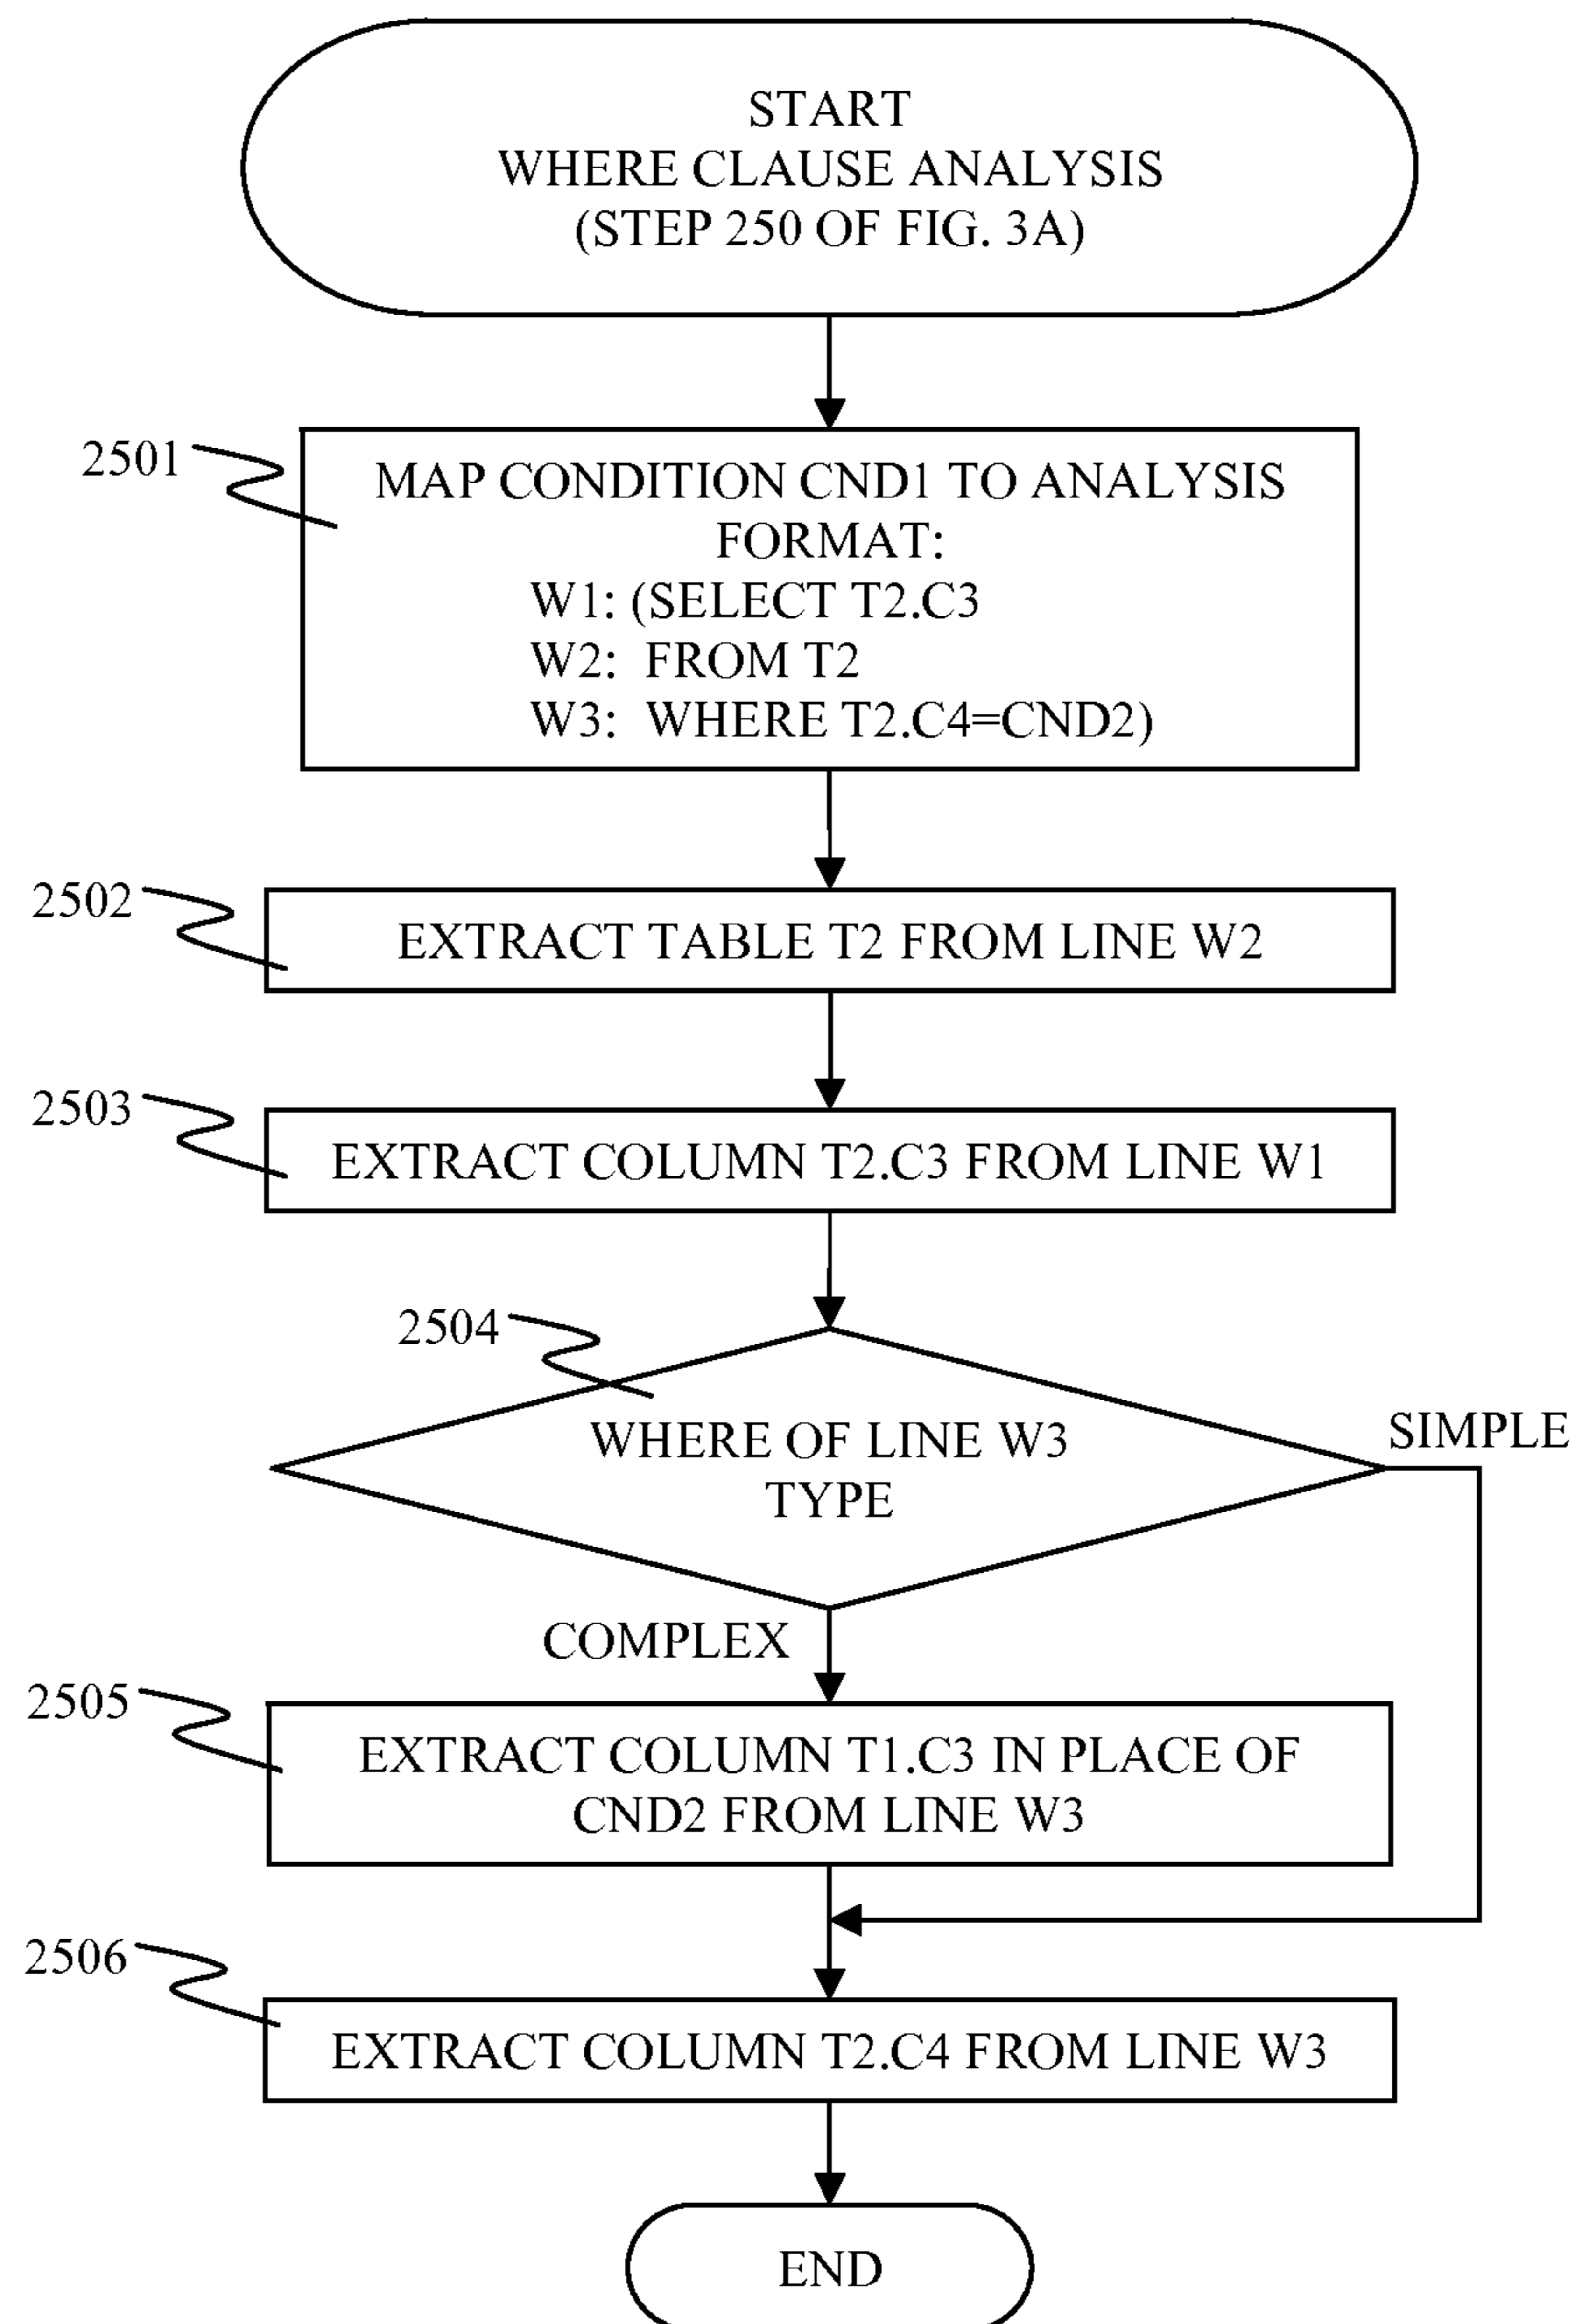 START
WHERE CLAUSE ANALYSIS
(STEP 250 OF FIG. 3A)
2501
MAP CONDITION CND1 TO ANALYSIS
FORMAT:
W1: (SELECT T2.C3
W2: FROM T2
W3: WHERE T2.C4=CND2)
2502
EXTRACT TABLE T2 FROM LINE W2
2503
EXTRACT COLUMN T2.C3 FROM LINE W1
2504
WHERE OF LINE W3
TYPE
SIMPLE
COMPLEX
2505
EXTRACT COLUMN T1.C3 IN PLACE OF
CND2 FROM LINE W3
2506
EXTRACT COLUMN T2.C4 FROM LINE W3
END